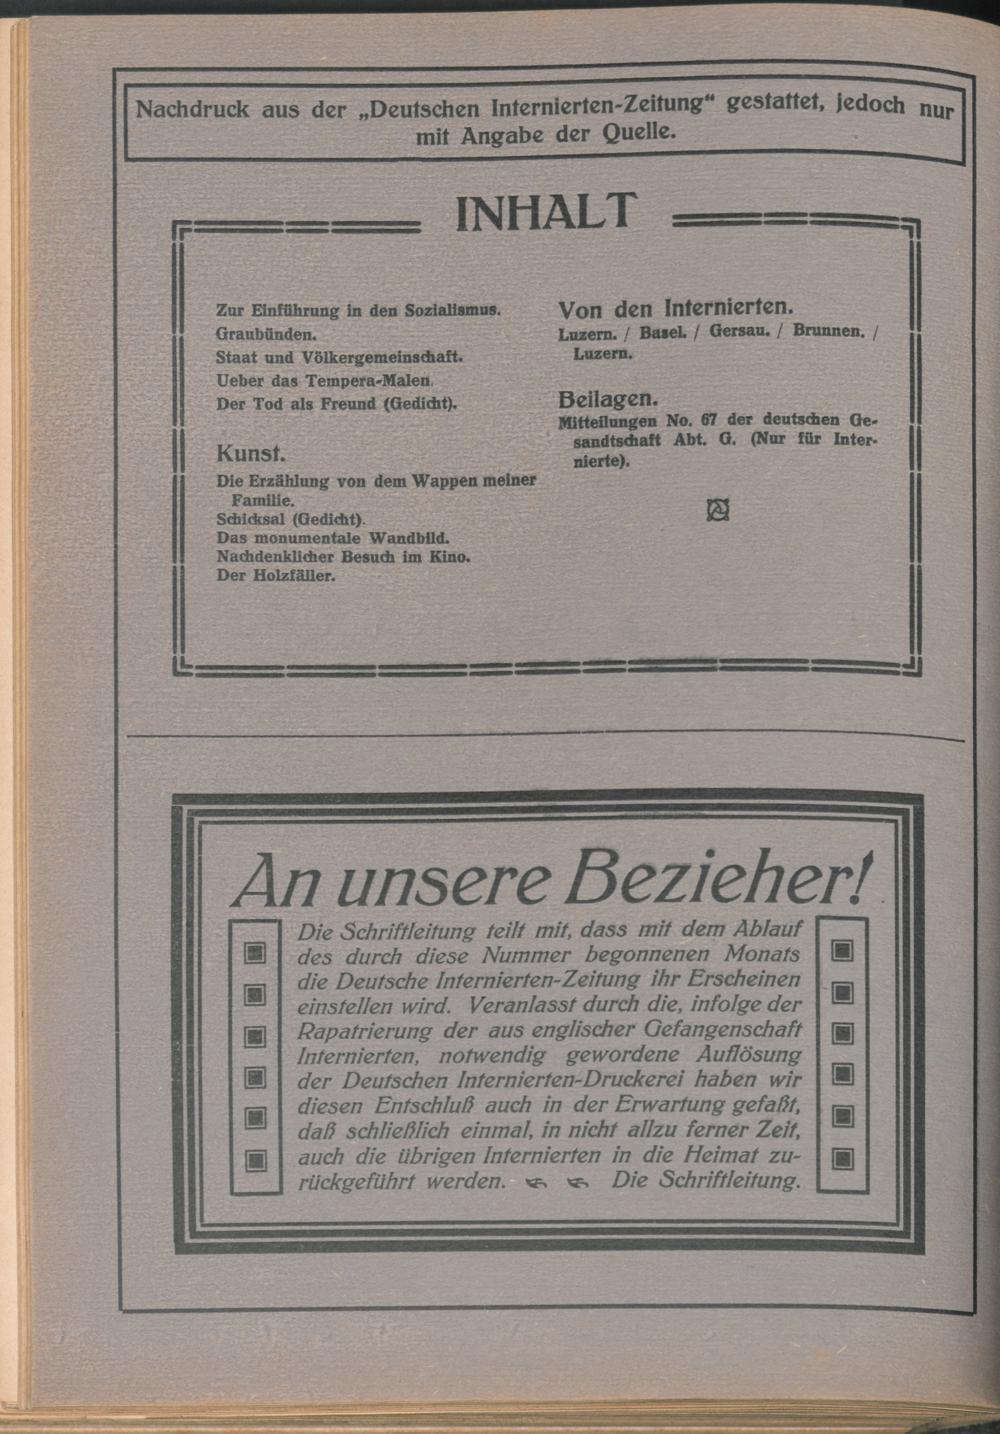 Nachdruck aus der „Deutschen Internierten-Zeitung“ gestattet, jedoch nur
mit Angabe der Quelle.
INHALT
Zur Einführung in den Sozialismus.
Graubünden.
Staat und Völkergemeinschaft.
Ueber das Tempera-Malen.
Der Tod als Freund (Gedicht).
Kunst.
Die Erzählung von dem Wappen meiner
Familie.
Schicksal (Gedicht).
Das monumentale Wandbild.
Nachdenklicher Besuch im Kino.
Der Holzfäller.
Von den Internierten.
Luzern. / Basel. / Gersau. / Brunnen. /
Luzern.
Beilagen.
Mitteilungen No. 67 der deutschen Ge-
sandtschaft Abt. G. (Nur für Inter-
nierte).
An unsere Bezieher!
Die Schriftleitung teilt mit, dass mit dem Ablauf
des durch diese Nummer begonnenen Monats
die Deutsche Internierten-Zeitung ihr Erscheinen
einstellen wird. Veranlasst durch die, infolge der
Rapatrierung der aus englischer Gefangenschaft
Internierten, notwendig gewordene Auflösung
der Deutschen Internierten-Druckerei haben wir
diesen Entschluß auch in der Erwartung gefaßt,
daß schließlich einmal, in nicht allzu ferner Zeit,
auch die übrigen Internierten in die Heimat zu-
rückgeführt werden. Die Schriftleitung.